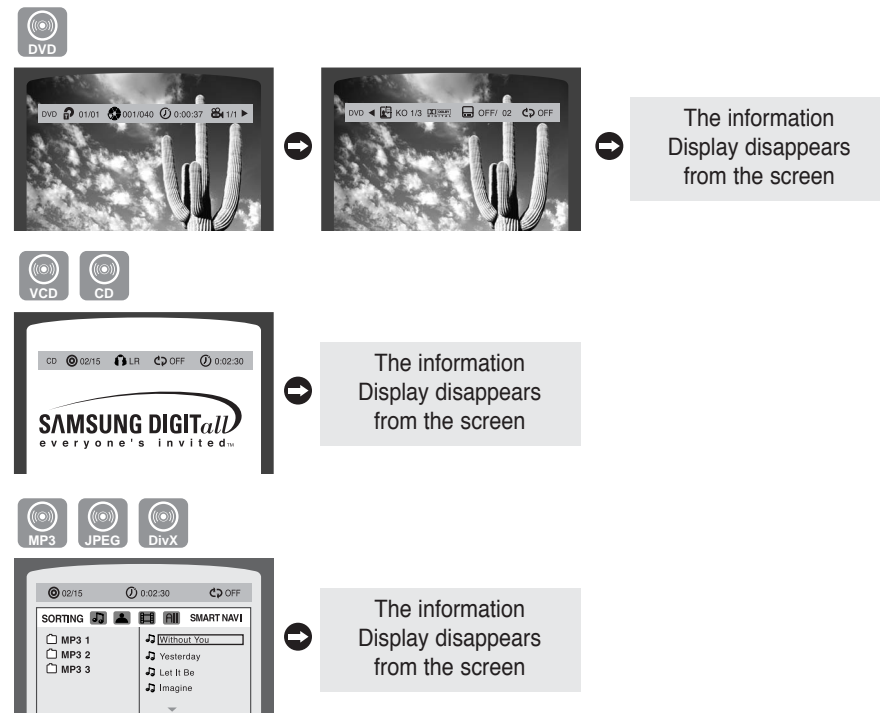 DVD
DVD 01/01 001/040 0:00:37 1/1
DVD KO 1/3 OFF/ 02 OFF
The information
Display disappears
from the screen
VCD CD
CD 02/15 LR OFF 0:02:30
SAMSUNG DIGITall
everyone's invited™
The information
Display disappears
from the screen
MP3 JPEG DivX
02/15 0:02:30 OFF
SORTING All SMART NAVI
MP3 1
MP3 2
MP3 3
Without You
Yesterday
Let It Be
Imagine
The information
Display disappears
from the screen